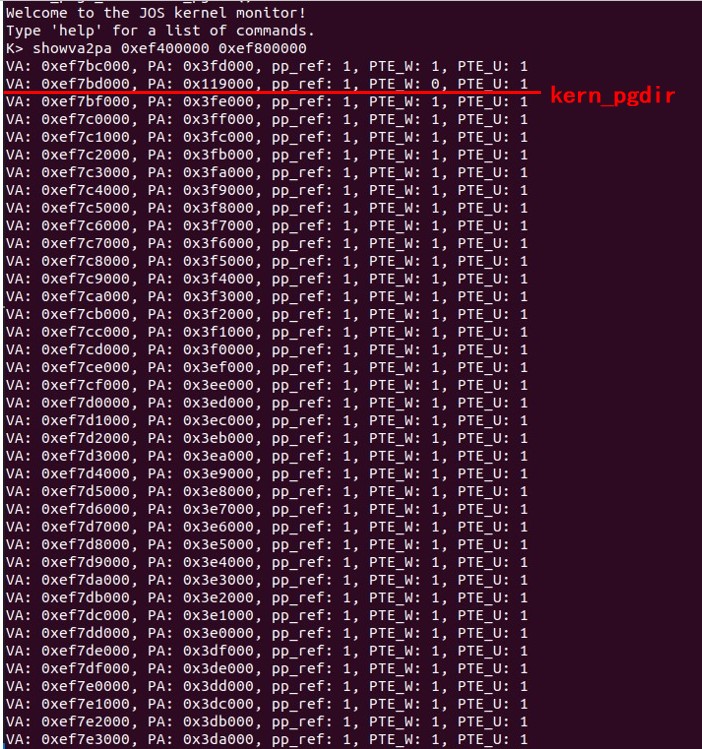 Welcome to the JOS kernel monitor!
Type 'help' for a list of commands.
K> showva2pa 0xef400000 0xef800000
VA: 0xef7bc000, PA: 0x3fd000, pp_ref: 1, PTE_W: 1, PTE_U: 1
VA: 0xef7bd000, PA: 0x119000, pp_ref: 1, PTE_W: 0, PTE_U: 1
kern_pgdir
VA: 0xef7bf000, PA: 0x3fe000, pp_ref: 1, PTE_W: 1, PTE_U: 1
VA: 0xef7c0000, PA: 0x3ff000, pp_ref: 1, PTE_W: 1, PTE_U: 1
VA: 0xef7c1000, PA: 0x3fc000, pp_ref: 1, PTE_W: 1, PTE_U: 1
VA: 0xef7c2000, PA: 0x3fb000, pp_ref: 1, PTE_W: 1, PTE_U: 1
VA: 0xef7c3000, PA: 0x3fa000, pp_ref: 1, PTE_W: 1, PTE_U: 1
VA: 0xef7c4000, PA: 0x3f9000, pp_ref: 1, PTE_W: 1, PTE_U: 1
VA: 0xef7c5000, PA: 0x3f8000, pp_ref: 1, PTE_W: 1, PTE_U: 1
VA: 0xef7c6000, PA: 0x3f7000, pp_ref: 1, PTE_W: 1, PTE_U: 1
VA: 0xef7c7000, PA: 0x3f6000, pp_ref: 1, PTE_W: 1, PTE_U: 1
VA: 0xef7c8000, PA: 0x3f5000, pp_ref: 1, PTE_W: 1, PTE_U: 1
VA: 0xef7c9000, PA: 0x3f4000, pp_ref: 1, PTE_W: 1, PTE_U: 1
VA: 0xef7ca000, PA: 0x3f3000, pp_ref: 1, PTE_W: 1, PTE_U: 1
VA: 0xef7cb000, PA: 0x3f2000, pp_ref: 1, PTE_W: 1, PTE_U: 1
VA: 0xef7cc000, PA: 0x3f1000, pp_ref: 1, PTE_W: 1, PTE_U: 1
VA: 0xef7cd000, PA: 0x3f0000, pp_ref: 1, PTE_W: 1, PTE_U: 1
VA: 0xef7ce000, PA: 0x3ef000, pp_ref: 1, PTE_W: 1, PTE_U: 1
VA: 0xef7cf000, PA: 0x3ee000, pp_ref: 1, PTE_W: 1, PTE_U: 1
VA: 0xef7d0000, PA: 0x3ed000, pp_ref: 1, PTE_W: 1, PTE_U: 1
VA: 0xef7d1000, PA: 0x3ec000, pp_ref: 1, PTE_W: 1, PTE_U: 1
VA: 0xef7d2000, PA: 0x3eb000, pp_ref: 1, PTE_W: 1, PTE_U: 1
VA: 0xef7d3000, PA: 0x3ea000, pp_ref: 1, PTE_W: 1, PTE_U: 1
VA: 0xef7d4000, PA: 0x3e9000, pp_ref: 1, PTE_W: 1, PTE_U: 1
VA: 0xef7d5000, PA: 0x3e8000, pp_ref: 1, PTE_W: 1, PTE_U: 1
VA: 0xef7d6000, PA: 0x3e7000, pp_ref: 1, PTE_W: 1, PTE_U: 1
VA: 0xef7d7000, PA: 0x3e6000, pp_ref: 1, PTE_W: 1, PTE_U: 1
VA: 0xef7d8000, PA: 0x3e5000, pp_ref: 1, PTE_W: 1, PTE_U: 1
VA: 0xef7d9000, PA: 0x3e4000, pp_ref: 1, PTE_W: 1, PTE_U: 1
VA: 0xef7da000, PA: 0x3e3000, pp_ref: 1, PTE_W: 1, PTE_U: 1
VA: 0xef7db000, PA: 0x3e2000, pp_ref: 1, PTE_W: 1, PTE_U: 1
VA: 0xef7dc000, PA: 0x3e1000, pp_ref: 1, PTE_W: 1, PTE_U: 1
VA: 0xef7dd000, PA: 0x3e0000, pp_ref: 1, PTE_W: 1, PTE_U: 1
VA: 0xef7de000, PA: 0x3df000, pp_ref: 1, PTE_W: 1, PTE_U: 1
VA: 0xef7df000, PA: 0x3de000, pp_ref: 1, PTE_W: 1, PTE_U: 1
VA: 0xef7e0000, PA: 0x3dd000, pp_ref: 1, PTE_W: 1, PTE_U: 1
VA: 0xef7e1000, PA: 0x3dc000, pp_ref: 1, PTE_W: 1, PTE_U: 1
VA: 0xef7e2000, PA: 0x3db000, pp_ref: 1, PTE_W: 1, PTE_U: 1
VA: 0xef7e3000, PA: 0x3da000, pp_ref: 1, PTE_W: 1, PTE_U: 1